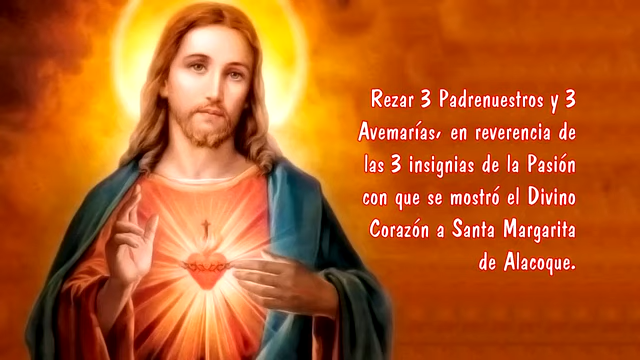 Rezar 3 Padrenuestros y 3
Avemarías, en reverencia de
las 3 insignias de la Pasión
con que se mostró el Divino
Corazón a Santa Margarita
de Alacoque.